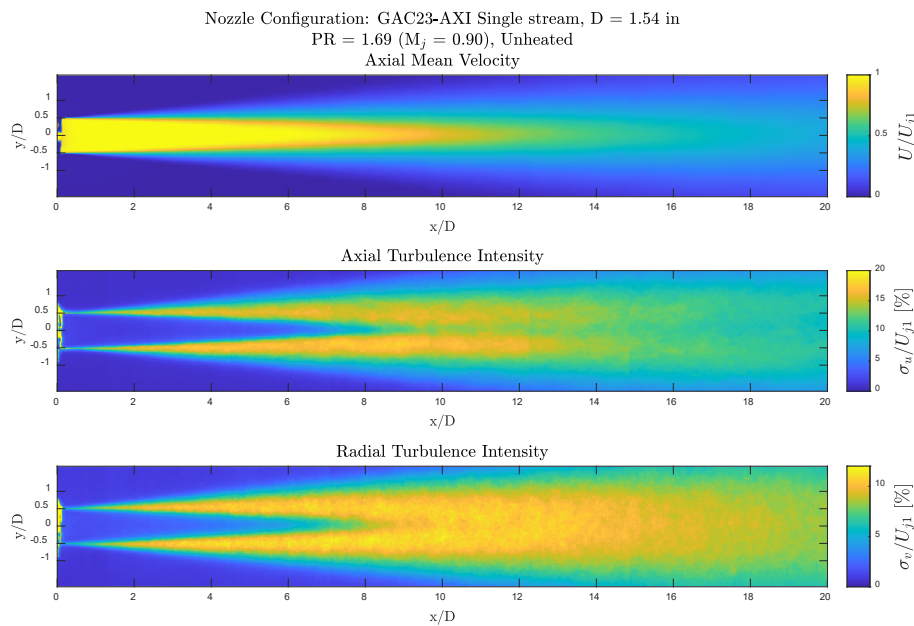 Nozzle Configuration: GAC23-AXI Single stream, D = 1.54 in
PR = 1.69 (M_j = 0.90), Unheated
Axial Mean Velocity
1
0.5
0
-0.5
-1
y/D
0 2 4 6 8 10 12 14 16 18 20
x/D
1
0.5
0
U/U_j1
Axial Turbulence Intensity
1
0.5
0
-0.5
-1
y/D
0 2 4 6 8 10 12 14 16 18 20
x/D
20
15
10
5
0
σ_u/U_j1 [%]
Radial Turbulence Intensity
1
0.5
0
-0.5
-1
y/D
0 2 4 6 8 10 12 14 16 18 20
x/D
10
5
0
σ_v/U_j1 [%]